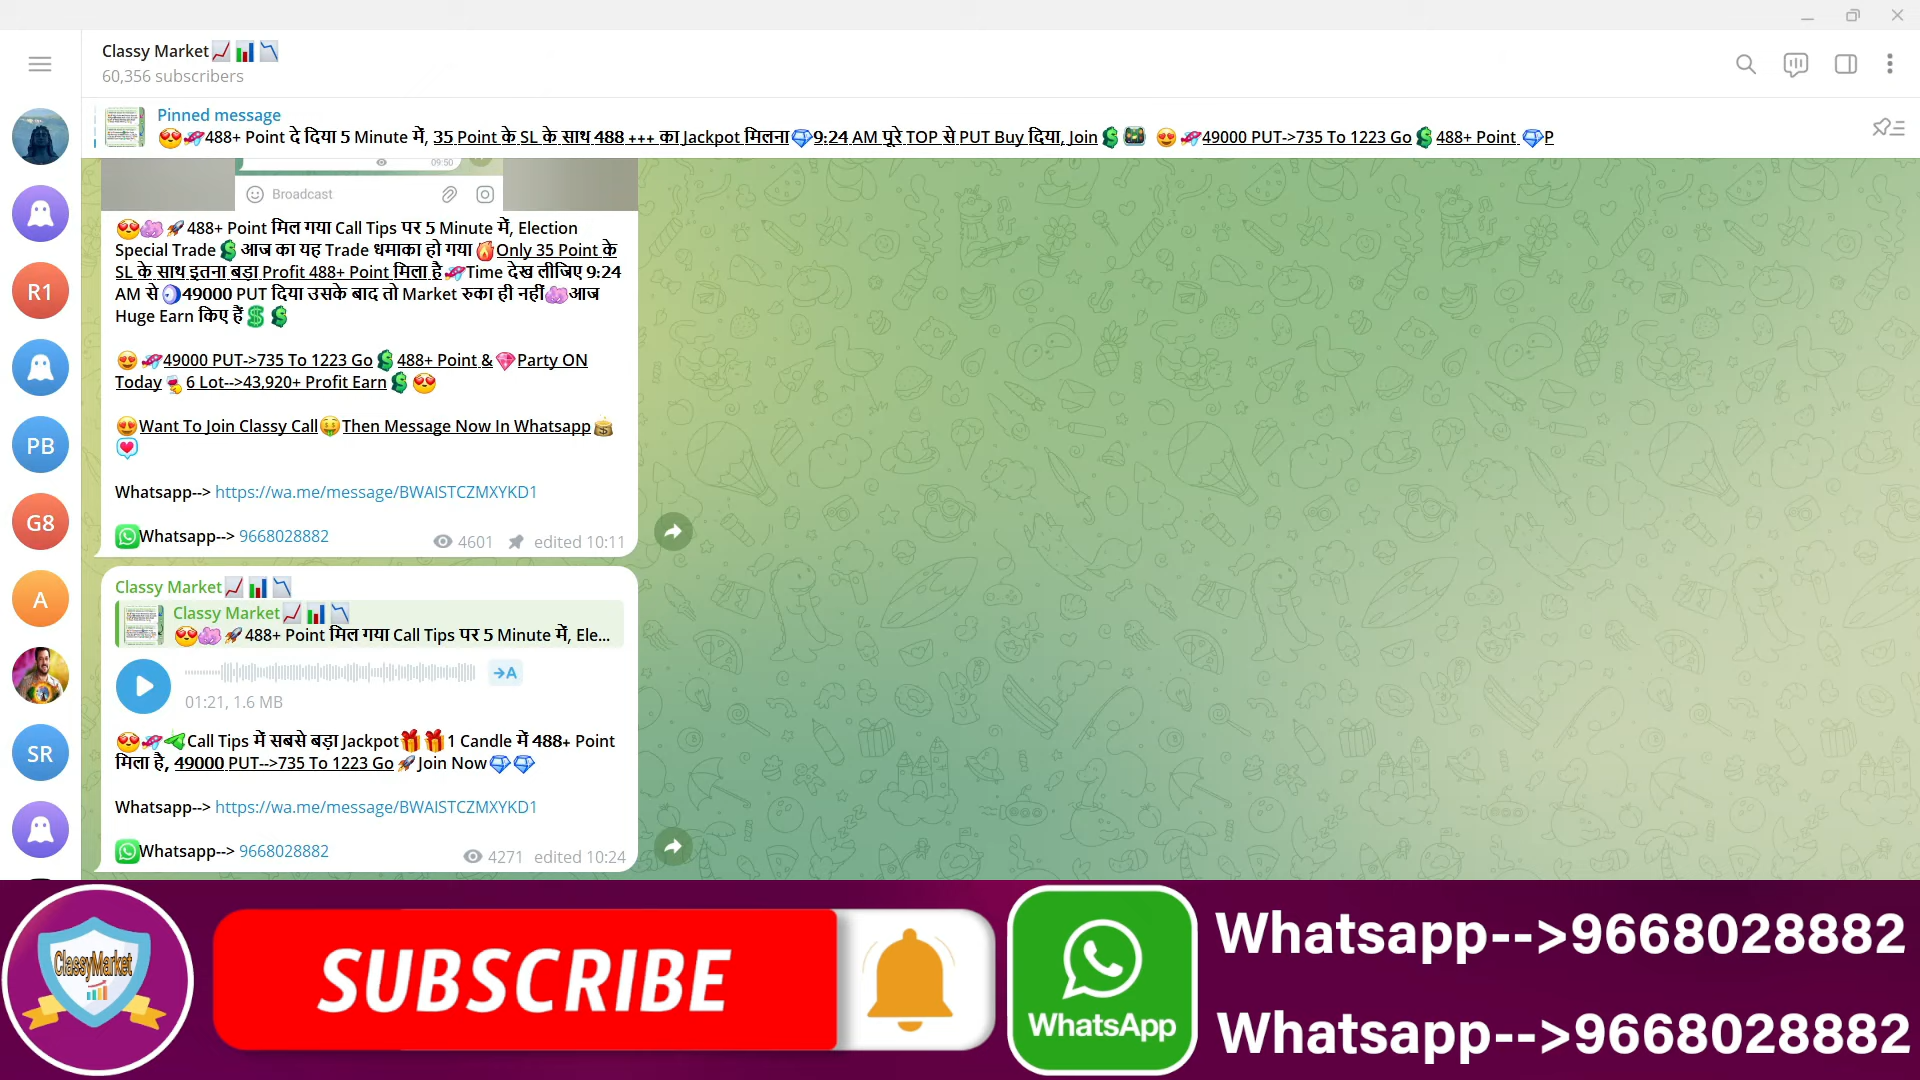 Classy Market📈📊📉
60,356 subscribers
Pinned message
😍🚀488+ Point दे दिया 5 Minute में, 35 Point के SL के साथ 488 +++ का Jackpot मिलना💎9:24 AM पूरे TOP से PUT Buy दिया, Join💲💵 😍🚀49000 PUT->735 To 1223 Go💲488+ Point 💎P
09:50
Broadcast
😍🚀488+ Point मिल गया Call Tips पर 5 Minute में, Election
Special Trade💲आज का यह Trade धमाका हो गया🔥Only 35 Point के
SL के साथ इतना बड़ा Profit 488+ Point मिला है🚀Time देख लीजिए 9:24
AM से 49000 PUT दिया उसके बाद तो Market रुका ही नहीं आज
Huge Earn किए हैं💲💲
😍🚀49000 PUT->735 To 1223 Go💲488+ Point &💎Party ON
Today🍷6 Lot-->43,920+ Profit Earn💲😍
😍Want To Join Classy Call🤑Then Message Now In Whatsapp💰
💟
Whatsapp--> https://wa.me/message/BWAISTCZMXYKD1
Whatsapp--> 9668028882
4601 edited 10:11
R1
PB
G8
A
SR
Classy Market📈📊📉
Classy Market📈📊📉
😍🚀488+ Point मिल गया Call Tips पर 5 Minute में, Ele...
→A
01:21, 1.6 MB
😍🚀Call Tips में सबसे बड़ा Jackpot🎁🎁1 Candle में 488+ Point
मिला है, 49000 PUT-->735 To 1223 Go🚀Join Now💎💎
Whatsapp--> https://wa.me/message/BWAISTCZMXYKD1
Whatsapp--> 9668028882
4271 edited 10:24
ClassyMarket
SUBSCRIBE
WhatsApp
Whatsapp-->9668028882
Whatsapp-->9668028882